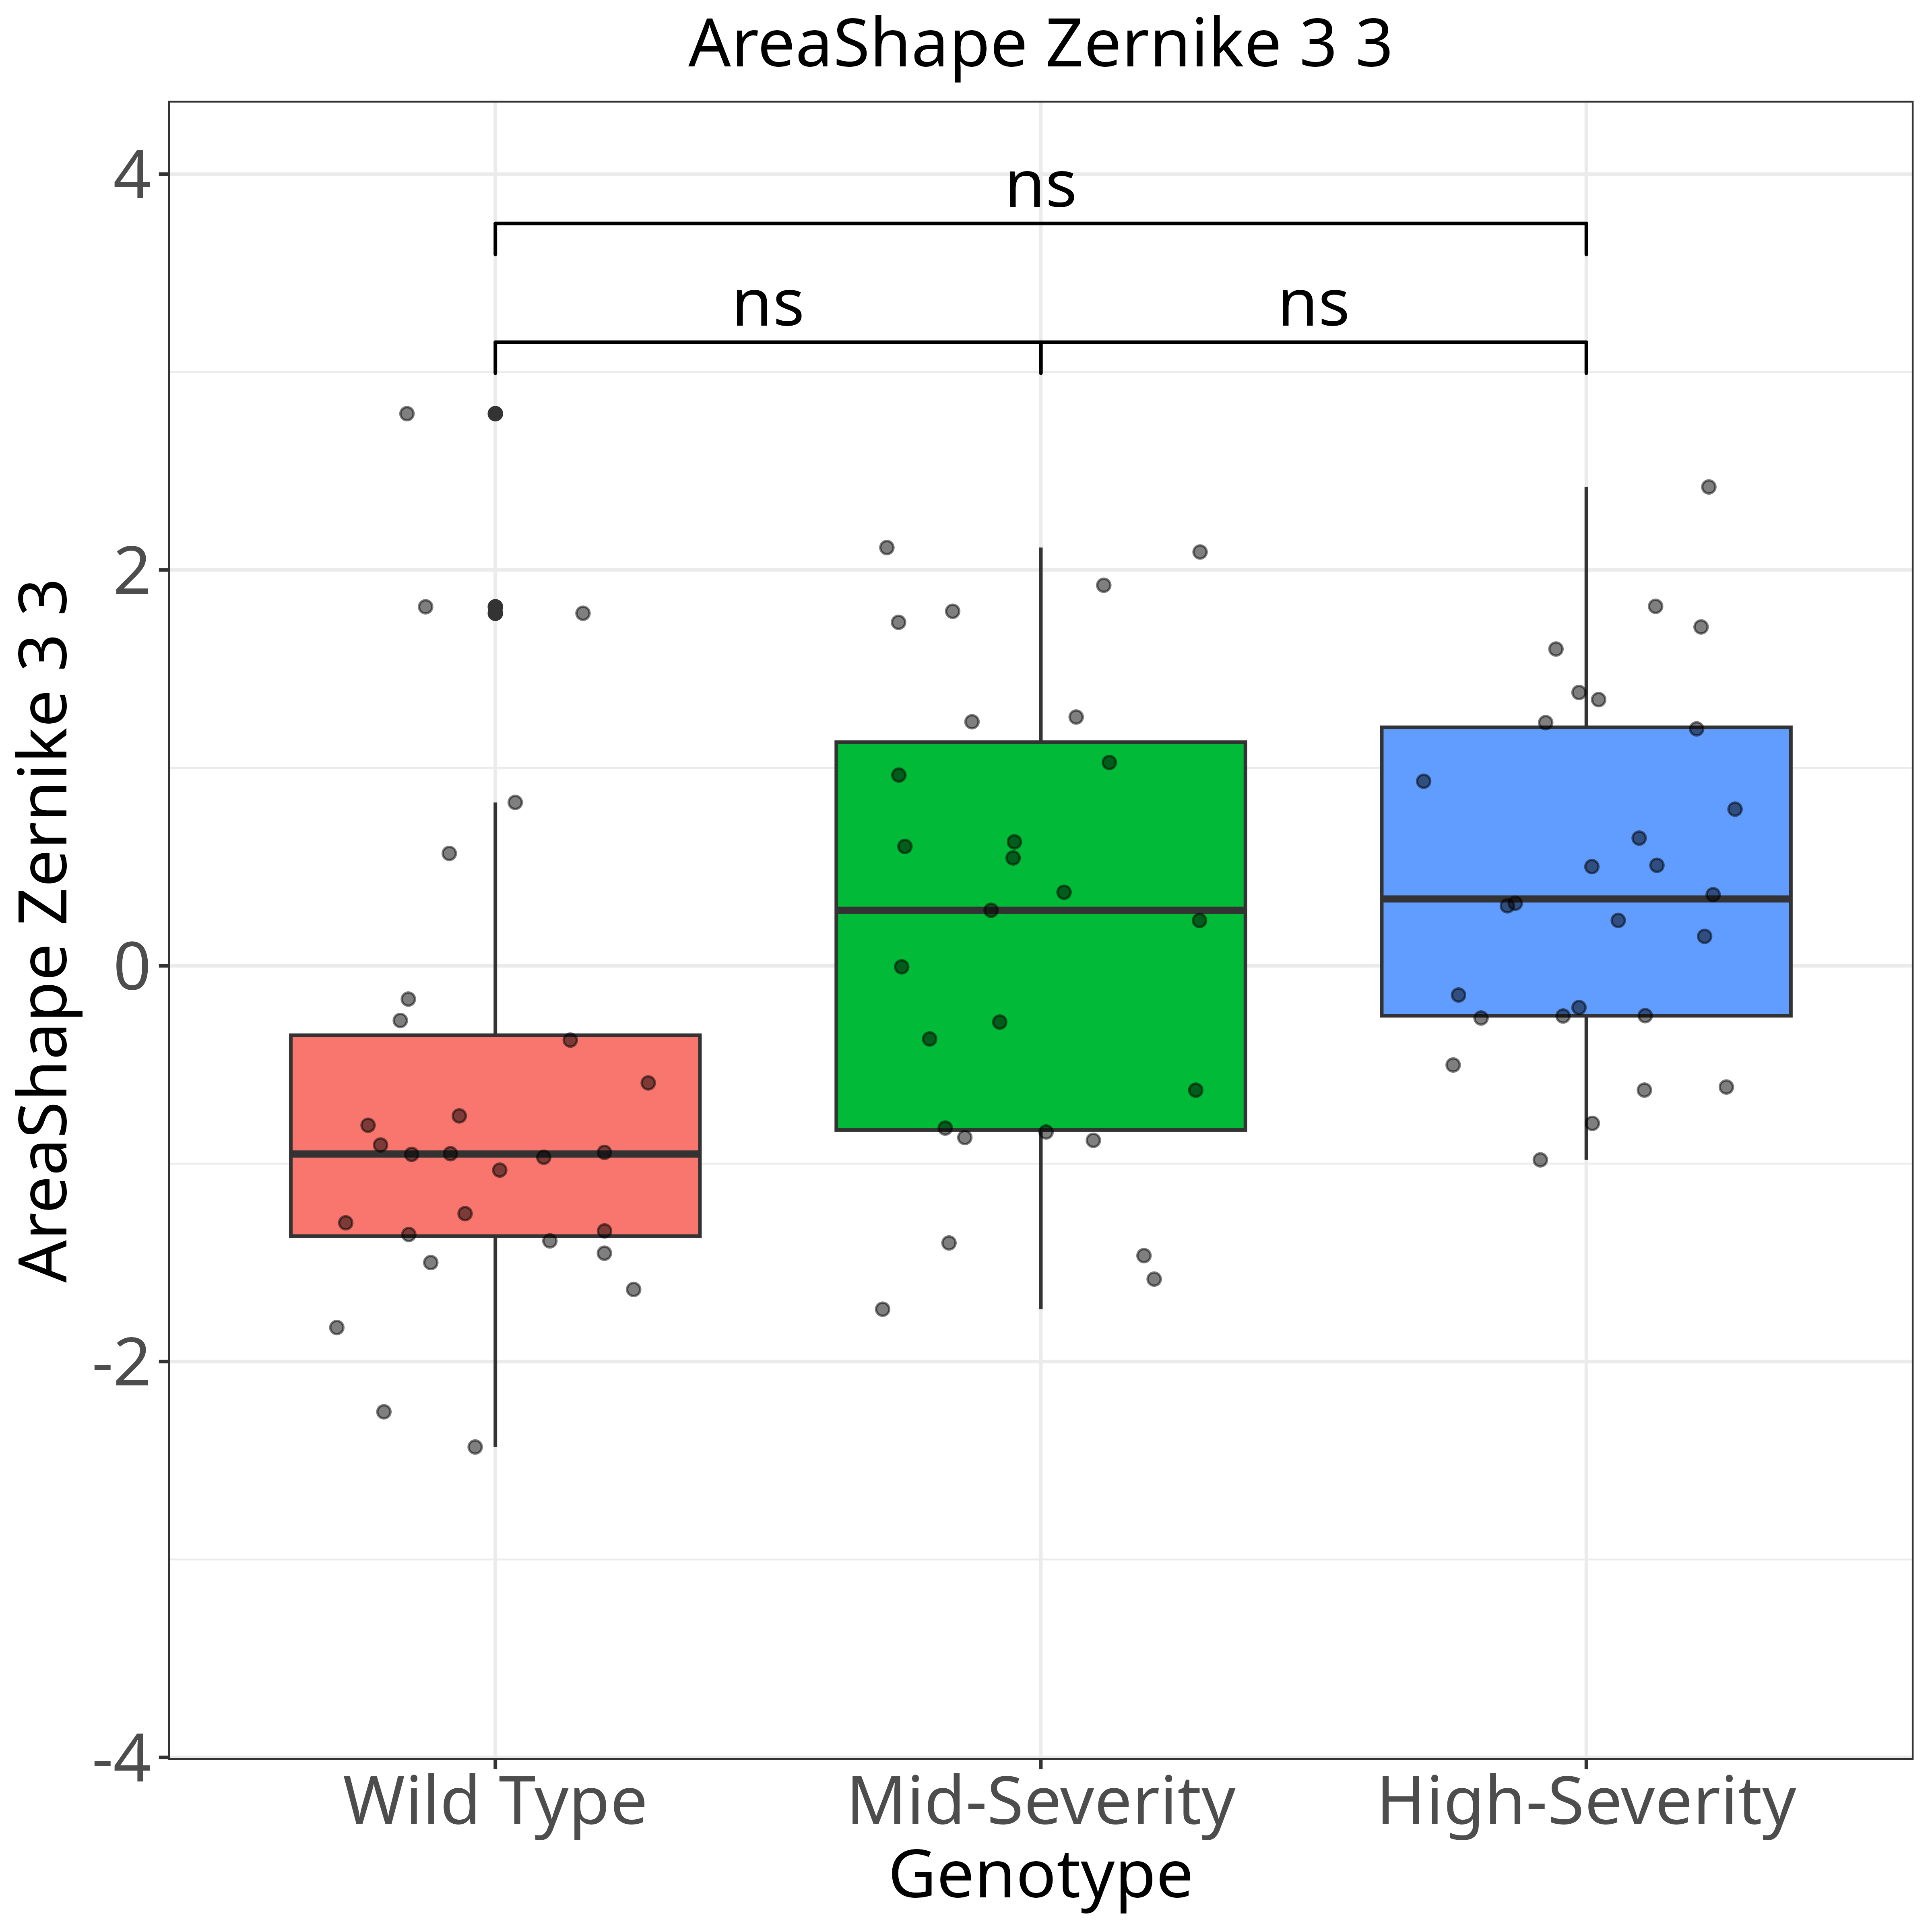 AreaShape Zernike 3 3
4
ns
ns
ns
2
0
-2
-4
AreaShape Zernike 3 3
Wild Type
Mid-Severity
High-Severity
Genotype